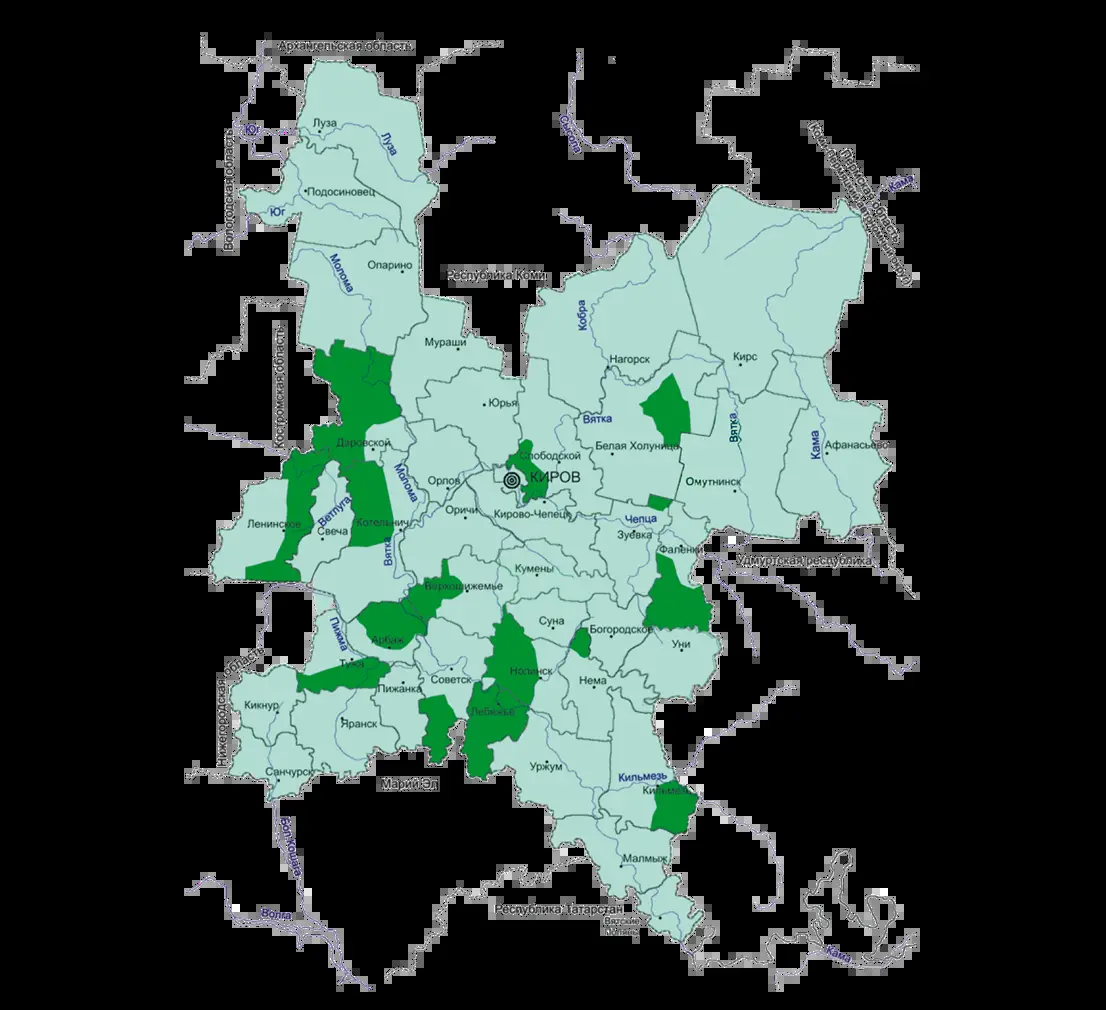 Архангельская область
Луза
Юг
Луза
Сысола
Вологодская область
Подосиновец
Юг
Пермская область
Кама
Молома
Опарино
Республика Коми
Кобра
Костромская область
Мураши
Нагорск
Кирс
Юрья
Вятка
Вятка
Кама
Даровской
Белая Холуница
Афанасьево
Слободской
КИРОВ
Молома
Орлов
Омутнинск
Ленинское
Ветлуга
Свеча
Котельнич
Оричи
Кирово-Чепецк
Чепца
Зуевка
Фаленки
Вятка
Удмуртская республика
Кумены
Верхошижемье
Пижма
Арбаж
Суна
Богородское
Уни
Нижегородская область
Тужа
Пижанка
Советск
Нолинск
Нема
Кикнур
Яранск
Лебяжье
Санчурск
Марий Эл
Уржум
Кильмезь
Кильмезь
Бол.Кокшага
Малмыж
Волга
Республика Татарстан
Вятские
Поляны
Кама